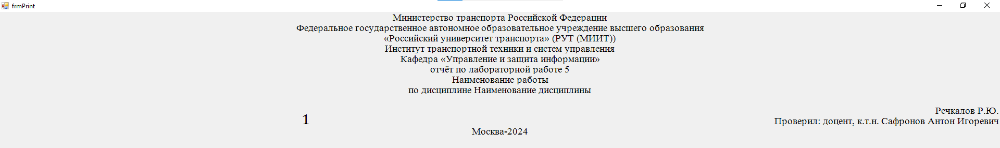 frmPrint
Министерство транспорта Российской Федерации
Федеральное государственное автономное образовательное учреждение высшего образования
«Российский университет транспорта» (РУТ (МИИТ))
Институт транспортной техники и систем управления
Кафедра «Управление и защита информации»
отчёт по лабораторной работе 5
Наименование работы
по дисциплине Наименование дисциплины
Речкалов Р.Ю.
1
Проверил: доцент, к.т.н. Сафронов Антон Игоревич
Москва-2024